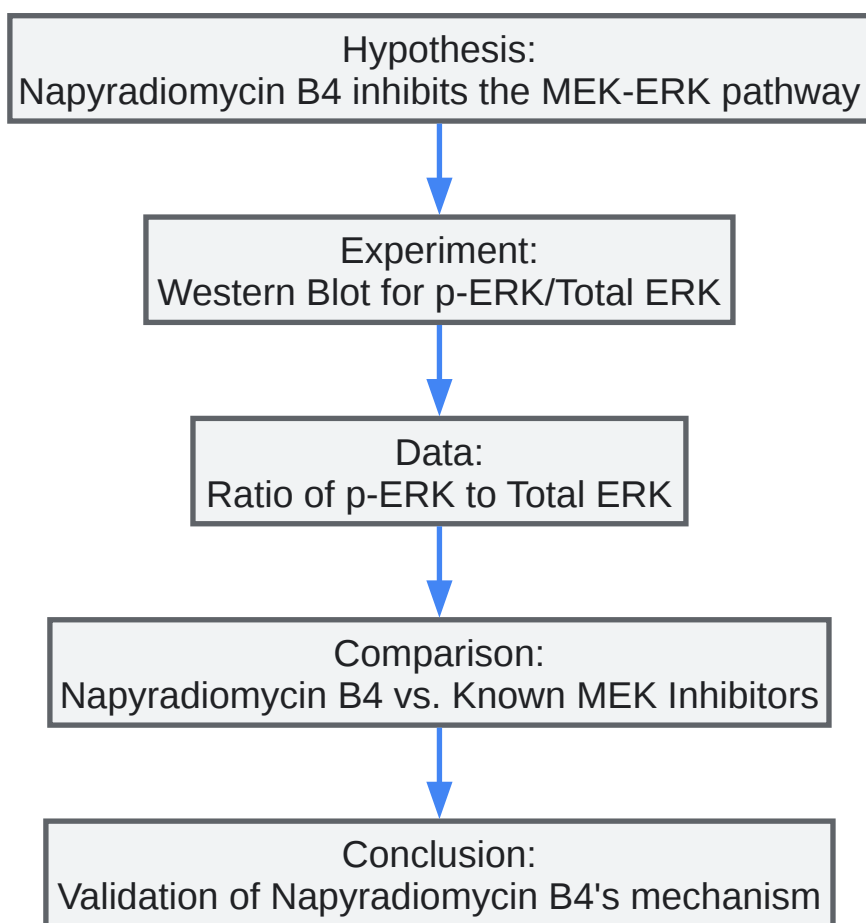 Hypothesis:
Napyradiomycin B4 inhibits the MEK-ERK pathway
Experiment:
Western Blot for p-ERK/Total ERK
Data:
Ratio of p-ERK to Total ERK
Comparison:
Napyradiomycin B4 vs. Known MEK Inhibitors
Conclusion:
Validation of Napyradiomycin B4's mechanism